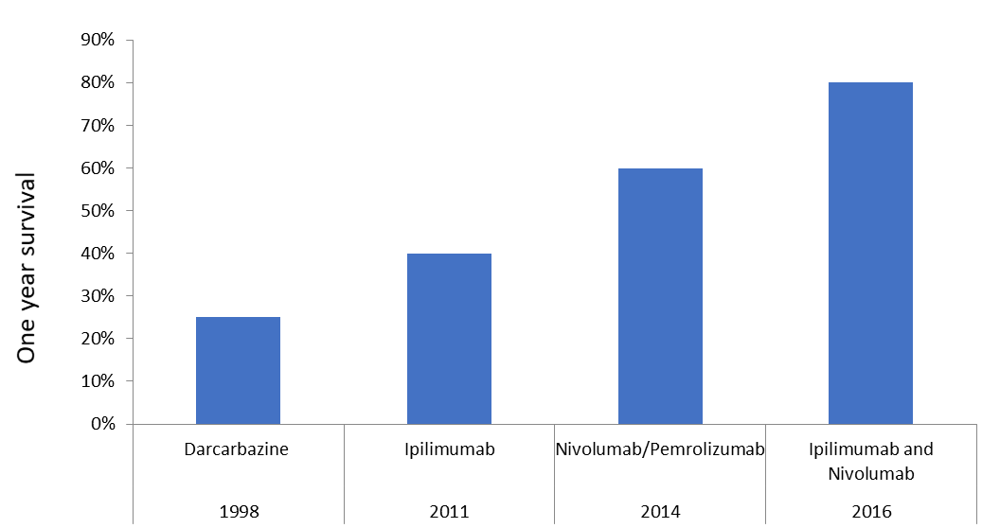 90%
80%
70%
60%
50%
40%
30%
20%
10%
0%
One year survival
Darcarbazine
Ipilimumab
Nivolumab/Pemrolizumab
Ipilimumab and
Nivolumab
1998
2011
2014
2016